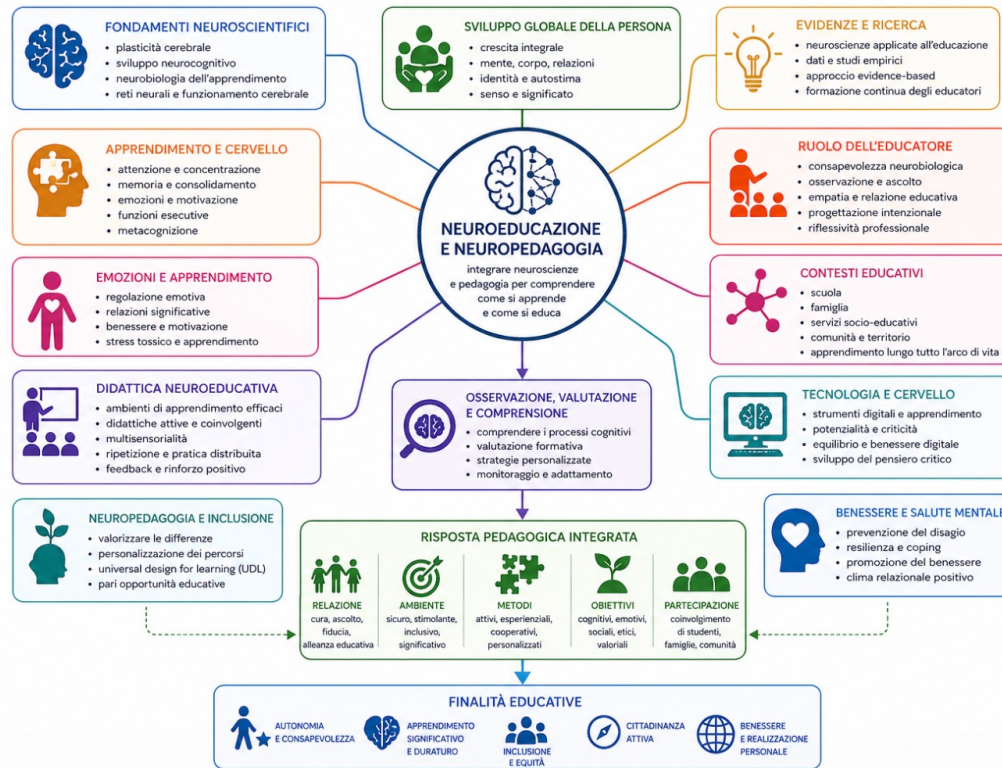 FONDAMENTI NEUROSCIENTIFICI
• plasticità cerebrale
• sviluppo neurocognitivo
• neurobiologia dell'apprendimento
• reti neurali e funzionamento cerebrale
SVILUPPO GLOBALE DELLA PERSONA
• crescita integrale
• mente, corpo, relazioni
• identità e autostima
• senso e significato
EVIDENZE E RICERCA
• neuroscienze applicate all'educazione
• dati e studi empirici
• approccio evidence-based
• formazione continua degli educatori
APPRENDIMENTO E CERVELLO
• attenzione e concentrazione
• memoria e consolidamento
• emozioni e motivazione
• funzioni esecutive
• metacognizione
NEUROEDUCAZIONE
E NEUROPEDAGOGIA
integrare neuroscienze
e pedagogia per comprendere
come si apprende
e come si educa
RUOLO DELL'EDUCATORE
• consapevolezza neurobiologica
• osservazione e ascolto
• empatia e relazione educativa
• progettazione intenzionale
• riflessività professionale
EMOZIONI E APPRENDIMENTO
• regolazione emotiva
• relazioni significative
• benessere e motivazione
• stress tossico e apprendimento
CONTESTI EDUCATIVI
• scuola
• famiglia
• servizi socio-educativi
• comunità e territorio
• apprendimento lungo tutto l'arco di vita
DIDATTICA NEUROEDUCATIVA
• ambienti di apprendimento efficaci
• didattiche attive e coinvolgenti
• multisensorialità
• ripetizione e pratica distribuita
• feedback e rinforzo positivo
OSSERVAZIONE, VALUTAZIONE
E COMPRENSIONE
• comprendere i processi cognitivi
• valutazione formativa
• strategie personalizzate
• monitoraggio e adattamento
TECNOLOGIA E CERVELLO
• strumenti digitali e apprendimento
• potenzialità e criticità
• equilibrio e benessere digitale
• sviluppo del pensiero critico
NEUROPEDAGOGIA E INCLUSIONE
• valorizzare le differenze
• personalizzazione dei percorsi
• universal design for learning (UDL)
• pari opportunità educative
BENESSERE E SALUTE MENTALE
• prevenzione del disagio
• resilienza e coping
• promozione del benessere
• clima relazionale positivo
RISPOSTA PEDAGOGICA INTEGRATA
RELAZIONE
cura, ascolto,
fiducia,
alleanza educativa
AMBIENTE
sicuro, stimolante,
inclusivo,
significativo
METODI
attivi, esperienziali,
cooperativi,
personalizzati
OBIETTIVI
cognitivi, emotivi,
sociali, etici,
valoriali
PARTECIPAZIONE
coinvolgimento
di studenti,
famiglie, comunità
FINALITÀ EDUCATIVE
AUTONOMIA
E CONSAPEVOLEZZA
APPRENDIMENTO
SIGNIFICATIVO
E DURATURO
INCLUSIONE
E EQUITÀ
CITTADINANZA
ATTIVA
BENESSERE
E REALIZZAZIONE
PERSONALE